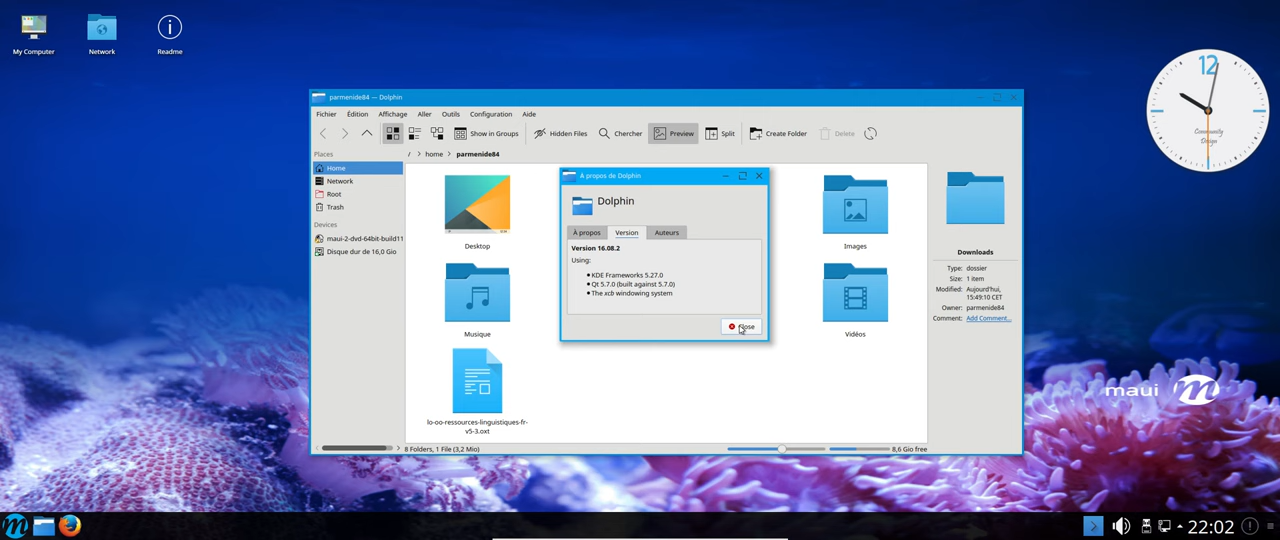 My Computer
Network
Readme
12
Community
Design
parmenide84 — Dolphin
Fichier Édition Affichage Aller Outils Configuration Aide
Show in Groups Hidden Files Chercher Preview Split Create Folder Delete
Places
Home
Network
Root
Trash
Devices
maui-2-dvd-64bit-build11
Disque dur de 16,0 Gio
/ > home > parmenide84
Desktop
Musique
lo-oo-ressources-linguistiques-fr-
v5-3.oxt
Images
Vidéos
À propos de Dolphin
Dolphin
À propos Version Auteurs
Version 16.08.2
Using:
KDE Frameworks 5.27.0
Qt 5.7.0 (built against 5.7.0)
The xcb windowing system
Close
Downloads
Type: dossier
Size: 1 item
Modified: Aujourd'hui,
15:49:10 CET
Owner: parmenide84
Comment: Add Comment...
8 Folders, 1 File (3,2 Mio)
8,6 Gio free
maui m
22:02